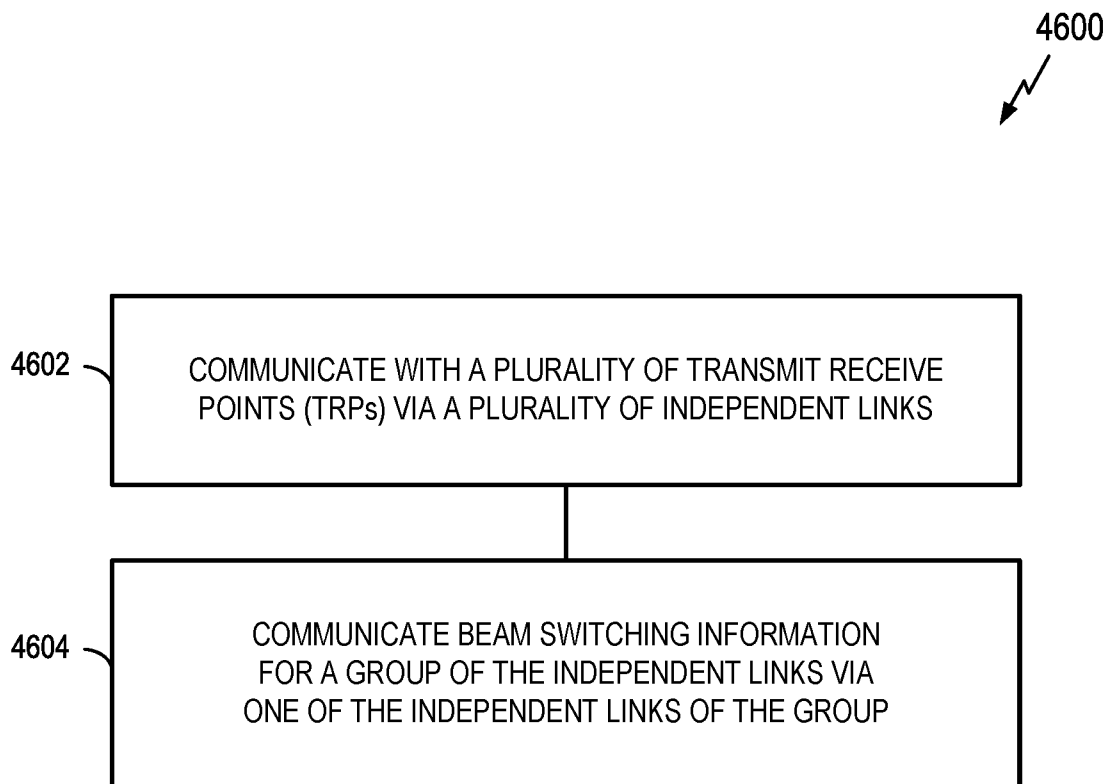 4600
4602
COMMUNICATE WITH A PLURALITY OF TRANSMIT RECEIVE
POINTS (TRPs) VIA A PLURALITY OF INDEPENDENT LINKS
4604
COMMUNICATE BEAM SWITCHING INFORMATION
FOR A GROUP OF THE INDEPENDENT LINKS VIA
ONE OF THE INDEPENDENT LINKS OF THE GROUP